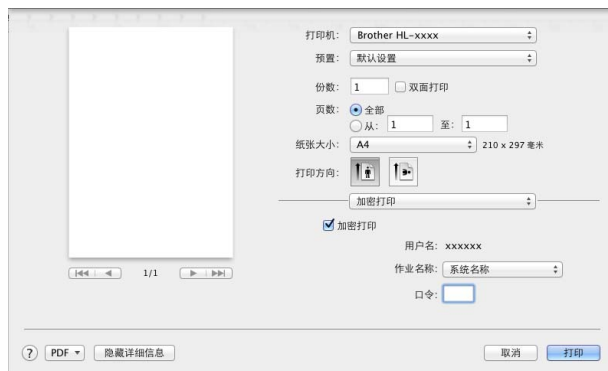 打印机: Brother HL-xxxx
预置: 默认设置
份数: 1 双面打印
页数: 全部
从: 1 至: 1
纸张大小: A4 210 x 297 毫米
打印方向:
加密打印
加密打印
用户名: xxxxxx
1/1
作业名称: 系统名称
口令:
? PDF 隐藏详细信息 取消 打印